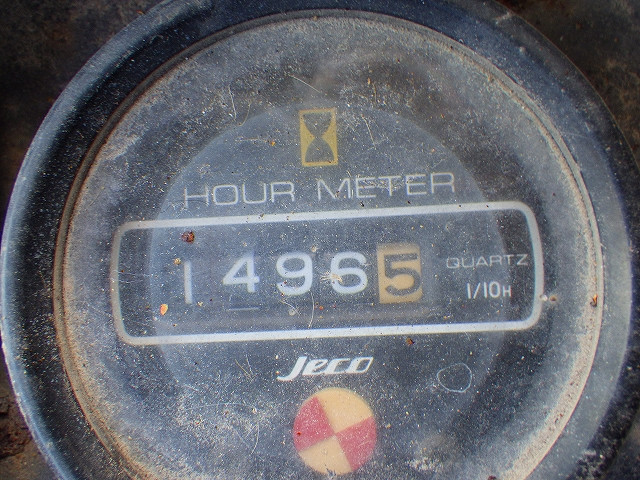 HOUR METER
14965
QUARTZ
1/10H
Jeco